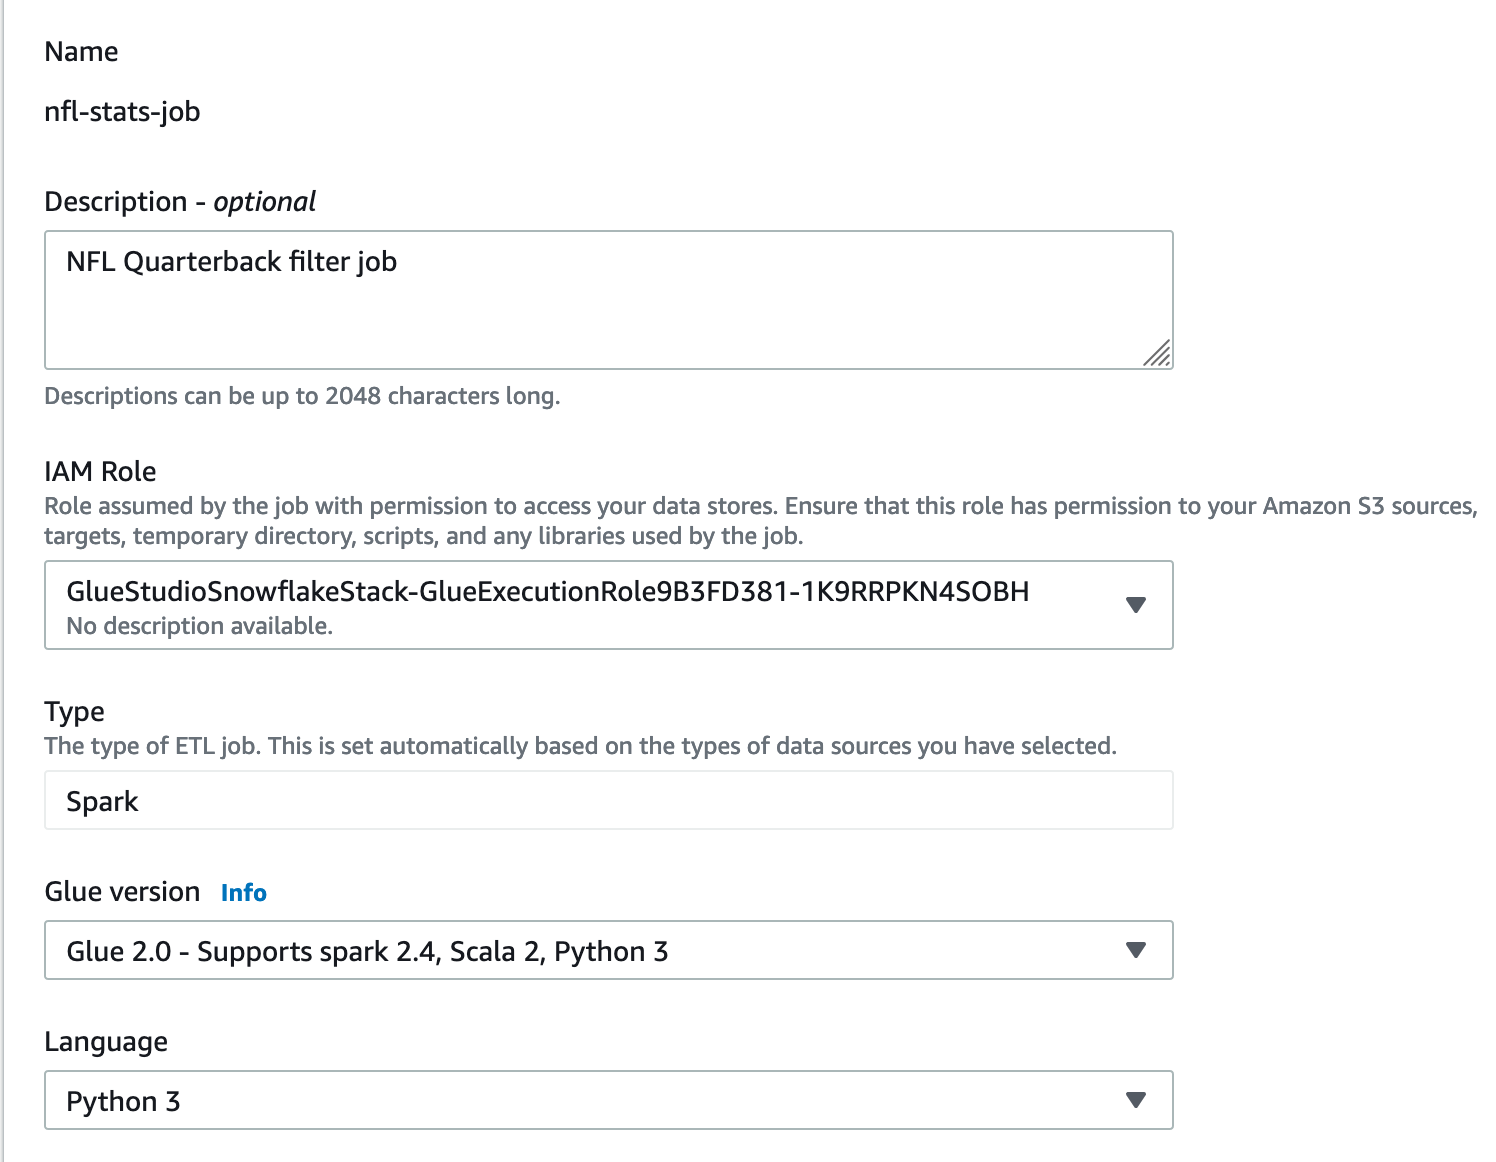 Name
nfl-stats-job
Description - optional
NFL Quarterback filter job
Descriptions can be up to 2048 characters long.
IAM Role
Role assumed by the job with permission to access your data stores. Ensure that this role has permission to your Amazon S3 sources,
targets, temporary directory, scripts, and any libraries used by the job.
GlueStudioSnowflakeStack-GlueExecutionRole9B3FD381-1K9RRPKN4SOBH
No description available.
Type
The type of ETL job. This is set automatically based on the types of data sources you have selected.
Spark
Glue version Info
Glue 2.0 - Supports spark 2.4, Scala 2, Python 3
Language
Python 3